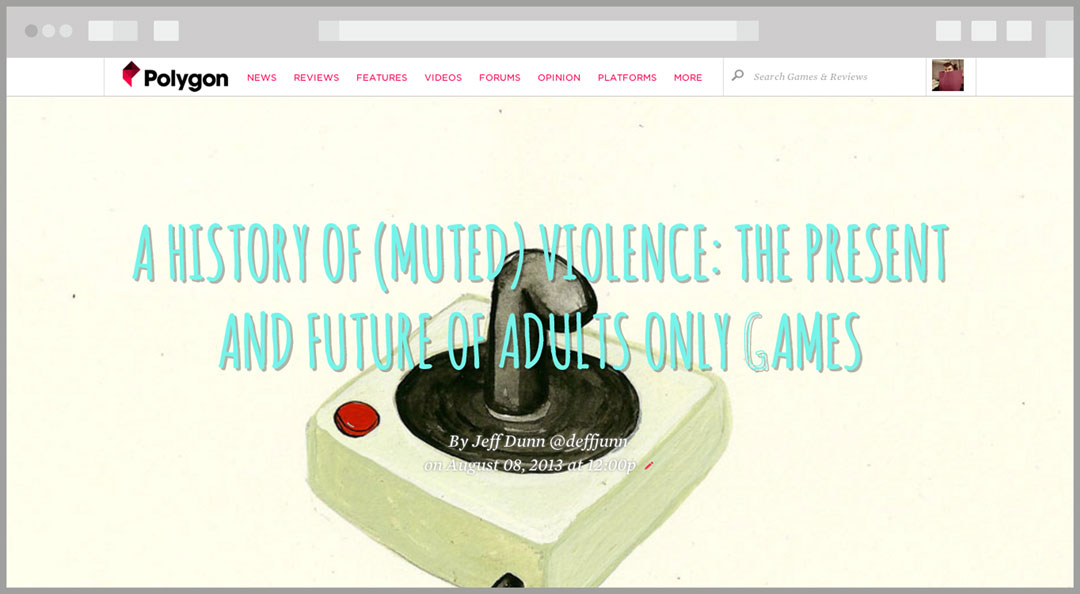 Polygon NEWS REVIEWS FEATURES VIDEOS FORUMS OPINION PLATFORMS MORE Search Games & Reviews
A HISTORY OF (MUTED) VIOLENCE: THE PRESENT
AND FUTURE OF ADULTS ONLY GAMES
By Jeff Dunn @deffjunn
on August 08, 2013 at 12:00p